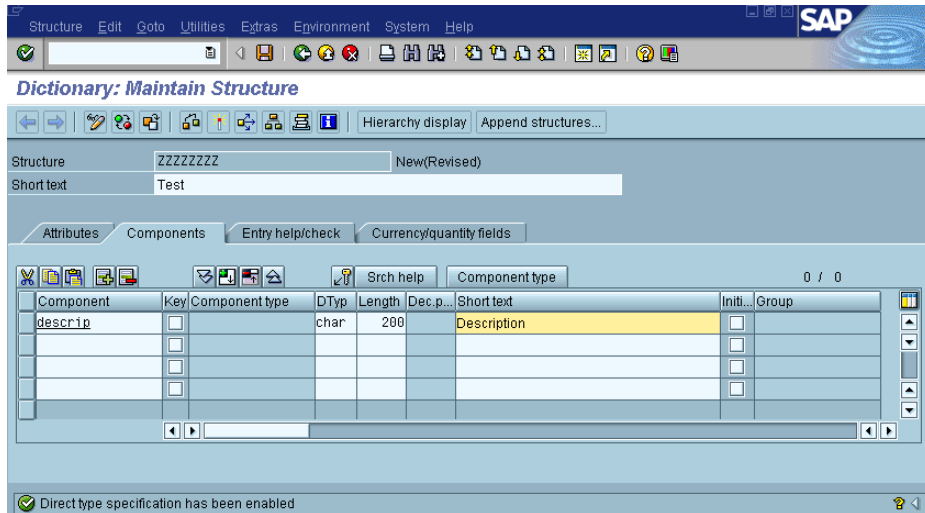 Structure Edit Goto Utilities Extras Environment System Help
SAP
Dictionary: Maintain Structure
Hierarchy display Append structures...
Structure ZZZZZZZZ New(Revised)
Short text Test
Attributes Components Entry help/check Currency/quantity fields
Srch help Component type 0 / 0
Component Key Component type DTyp Length Dec.p... Short text Initi... Group
descrip char 200 Description
Direct type specification has been enabled